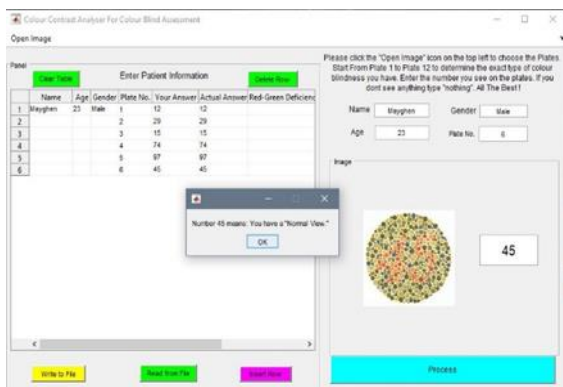 Colour Contrast Analyser For Colour Blind Assessment
Open Image
Panel
Clear Table
Enter Patient Information
Delete Row
Name Age Gender Plate No. Your Answer Actual Answer Red-Green Deficienc
1 Mayghen 23 Male 1 12 12
2 2 29 29
3 3 15 15
4 4 74 74
5 5 97 97
6 6 45 45
Write to File
Read from File
Insert Row
Number 45 means: You have a "Normal View."
OK
Please click the "Open Image" icon on the top left to choose the Plates.
Start From Plate 1 to Plate 12 to determine the exact type of colour
blindness you have. Enter the number you see on the plates. If you
dont see anything type "nothing". All The Best!
Name Mayghen Gender Male
Age 23 Plate No. 6
Image
45
45
Process